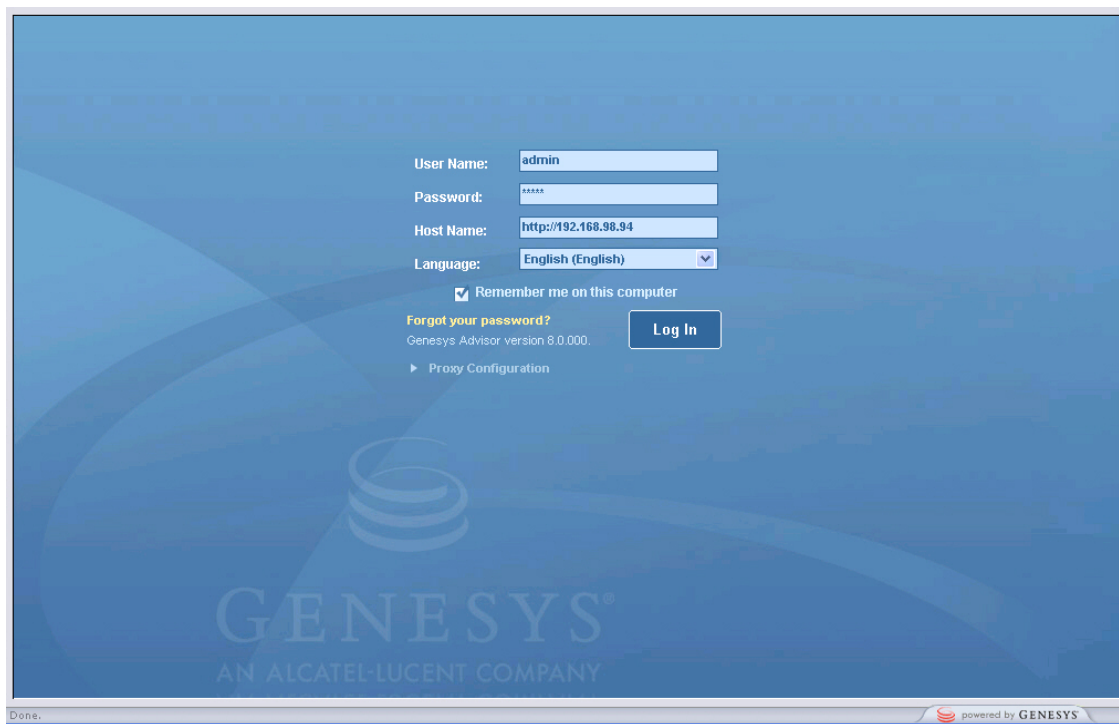 User Name: admin
Password: *****
Host Name: http://192.168.98.94
Language: English (English)
Remember me on this computer
Forgot your password?
Log In
Genesys Advisor version 8.0.000.
Proxy Configuration
GENESYS®
AN ALCATEL-LUCENT COMPANY
Done.
powered by GENESYS